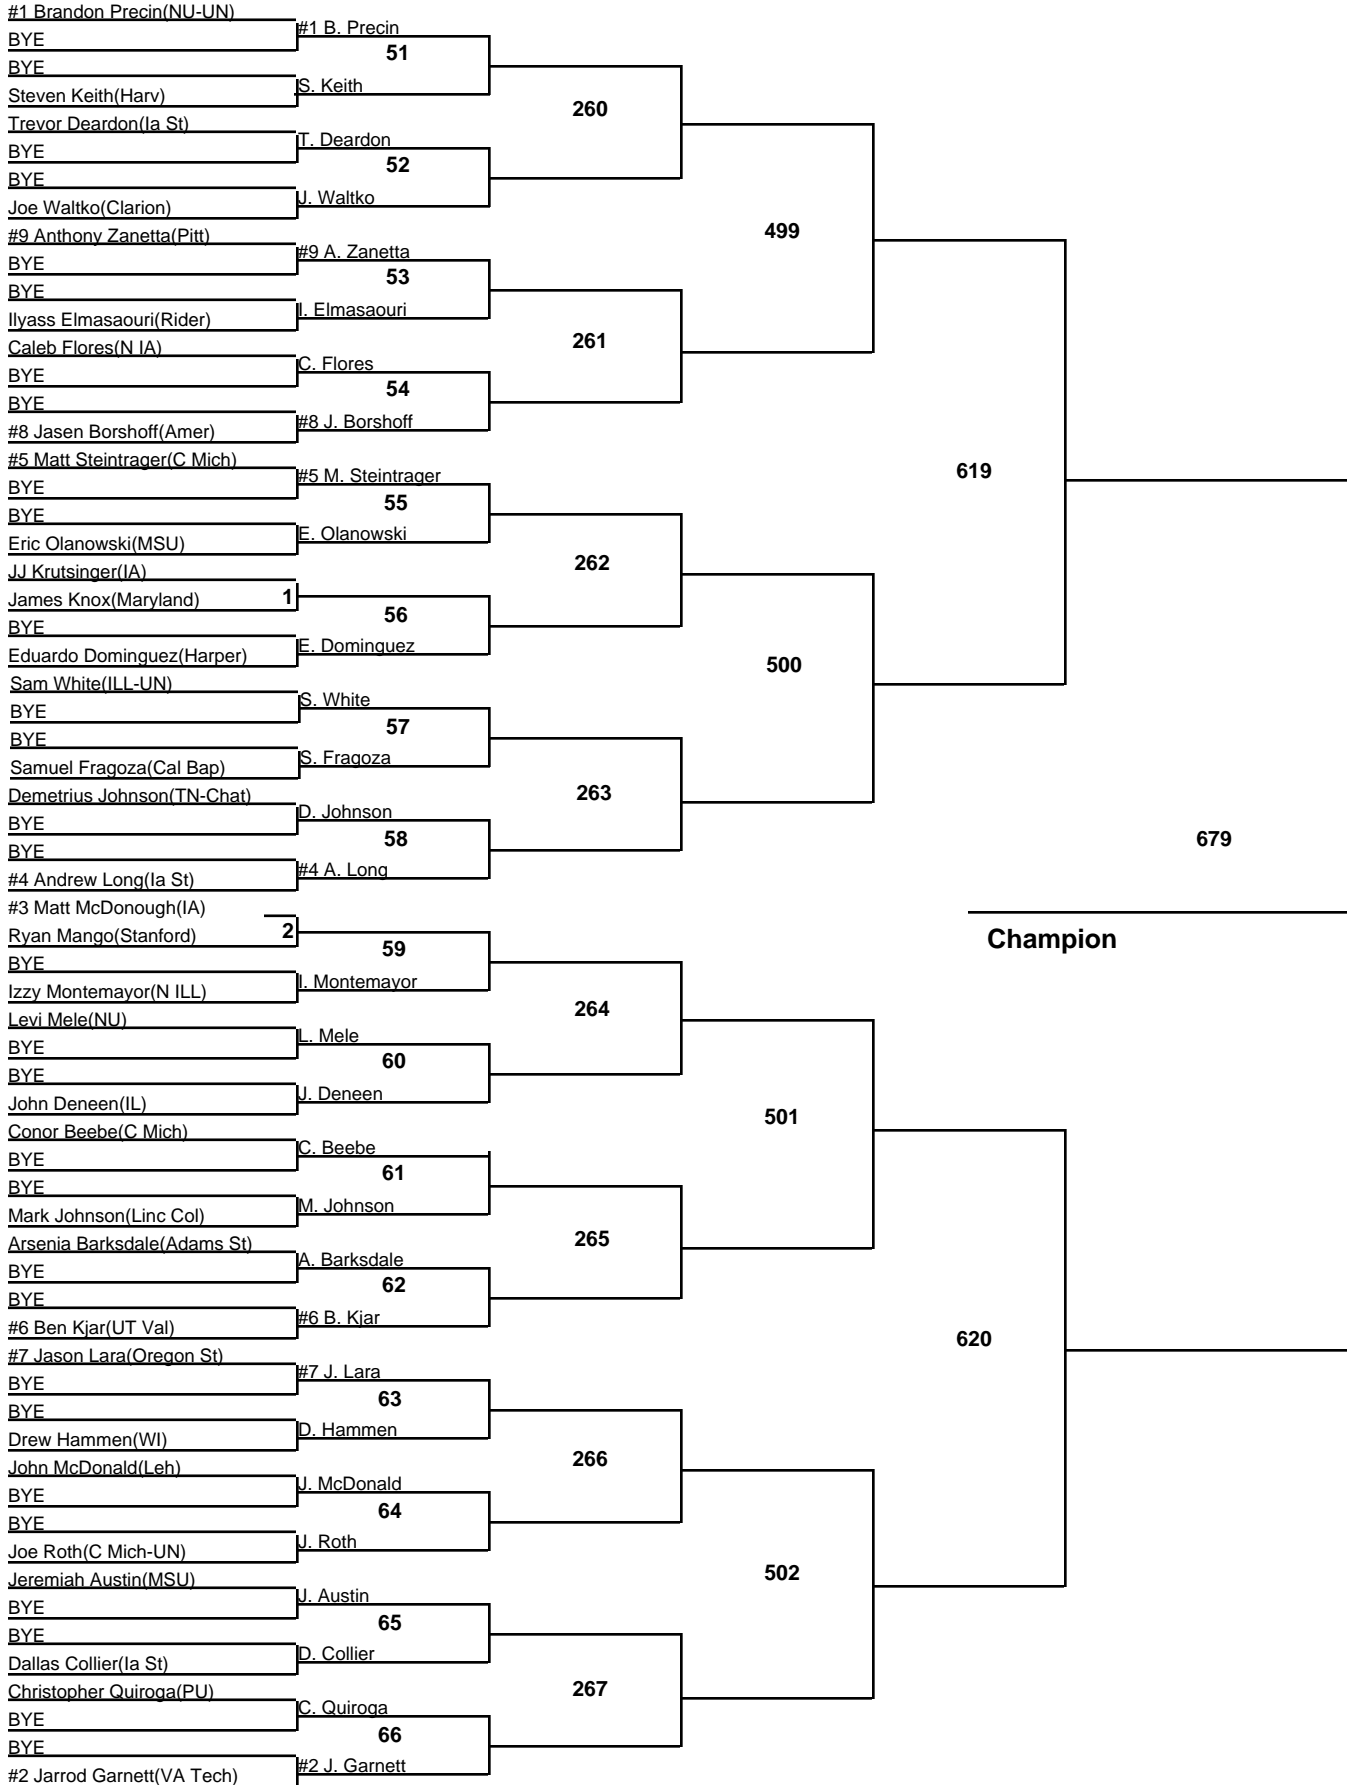 #1 Brandon Precin(NU-UN)
#1 B. Precin
BYE
51
BYE
S. Keith
Steven Keith(Harv)
260
Trevor Deardon(Ia St)
T. Deardon
BYE
52
BYE
J. Waltko
Joe Waltko(Clarion)
499
#9 Anthony Zanetta(Pitt)
#9 A. Zanetta
BYE
53
BYE
I. Elmasaouri
Ilyass Elmasaouri(Rider)
261
Caleb Flores(N IA)
C. Flores
BYE
54
BYE
#8 J. Borshoff
#8 Jasen Borshoff(Amer)
619
#5 Matt Steintrager(C Mich)
#5 M. Steintrager
BYE
55
BYE
E. Olanowski
Eric Olanowski(MSU)
262
JJ Krutsinger(IA)
James Knox(Maryland)
1
56
BYE
E. Dominguez
Eduardo Dominguez(Harper)
500
Sam White(ILL-UN)
S. White
BYE
57
BYE
S. Fragoza
Samuel Fragoza(Cal Bap)
263
Demetrius Johnson(TN-Chat)
D. Johnson
BYE
58
679
BYE
#4 A. Long
#4 Andrew Long(Ia St)
#3 Matt McDonough(IA)
Ryan Mango(Stanford)
2
59
Champion
BYE
I. Montemayor
Izzy Montemayor(N ILL)
264
Levi Mele(NU)
L. Mele
BYE
60
BYE
J. Deneen
John Deneen(IL)
501
Conor Beebe(C Mich)
C. Beebe
BYE
61
BYE
M. Johnson
Mark Johnson(Linc Col)
265
Arsenia Barksdale(Adams St)
A. Barksdale
BYE
62
BYE
#6 B. Kjar
#6 Ben Kjar(UT Val)
620
#7 Jason Lara(Oregon St)
#7 J. Lara
BYE
63
BYE
D. Hammen
Drew Hammen(WI)
266
John McDonald(Leh)
J. McDonald
BYE
64
BYE
J. Roth
Joe Roth(C Mich-UN)
502
Jeremiah Austin(MSU)
J. Austin
BYE
65
BYE
D. Collier
Dallas Collier(Ia St)
267
Christopher Quiroga(PU)
C. Quiroga
BYE
66
BYE
#2 J. Garnett
#2 Jarrod Garnett(VA Tech)